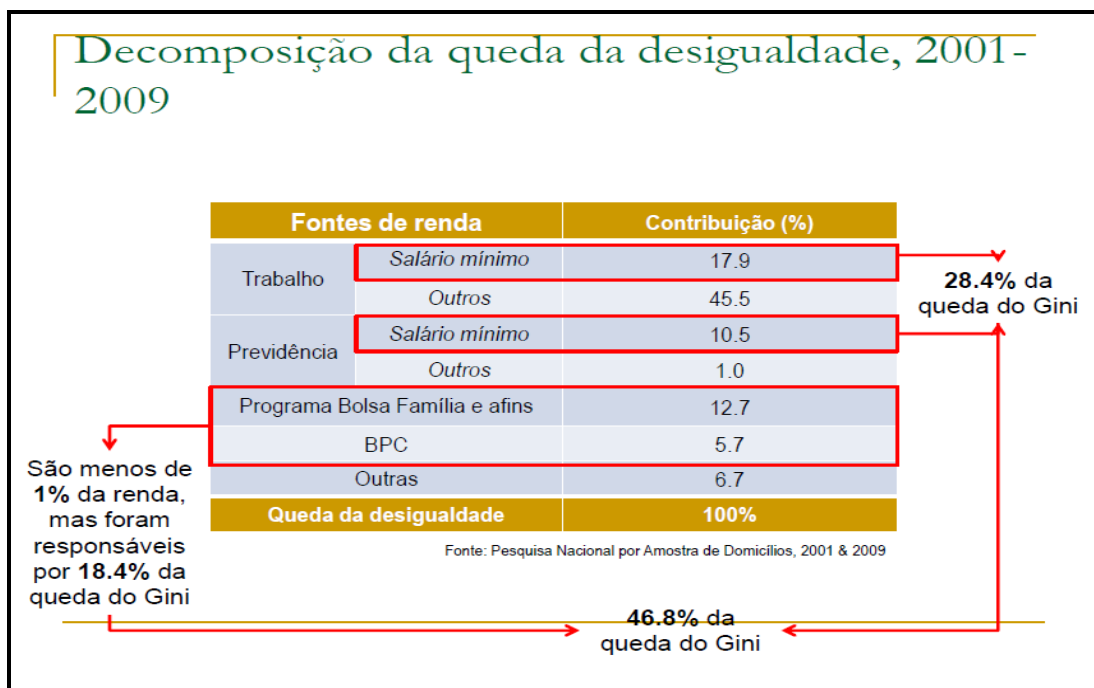 Decomposição da queda da desigualdade, 2001-
2009
Fontes de renda Contribuição (%)
Trabalho
Salário mínimo 17.9
Outros 45.5
Previdência
Salário mínimo 10.5
Outros 1.0
Programa Bolsa Família e afins 12.7
BPC 5.7
Outras 6.7
Queda da desigualdade 100%
Fonte: Pesquisa Nacional por Amostra de Domicílios, 2001 & 2009
28.4% da
queda do Gini
São menos de
1% da renda,
mas foram
responsáveis
por 18.4% da
queda do Gini
46.8% da
queda do Gini